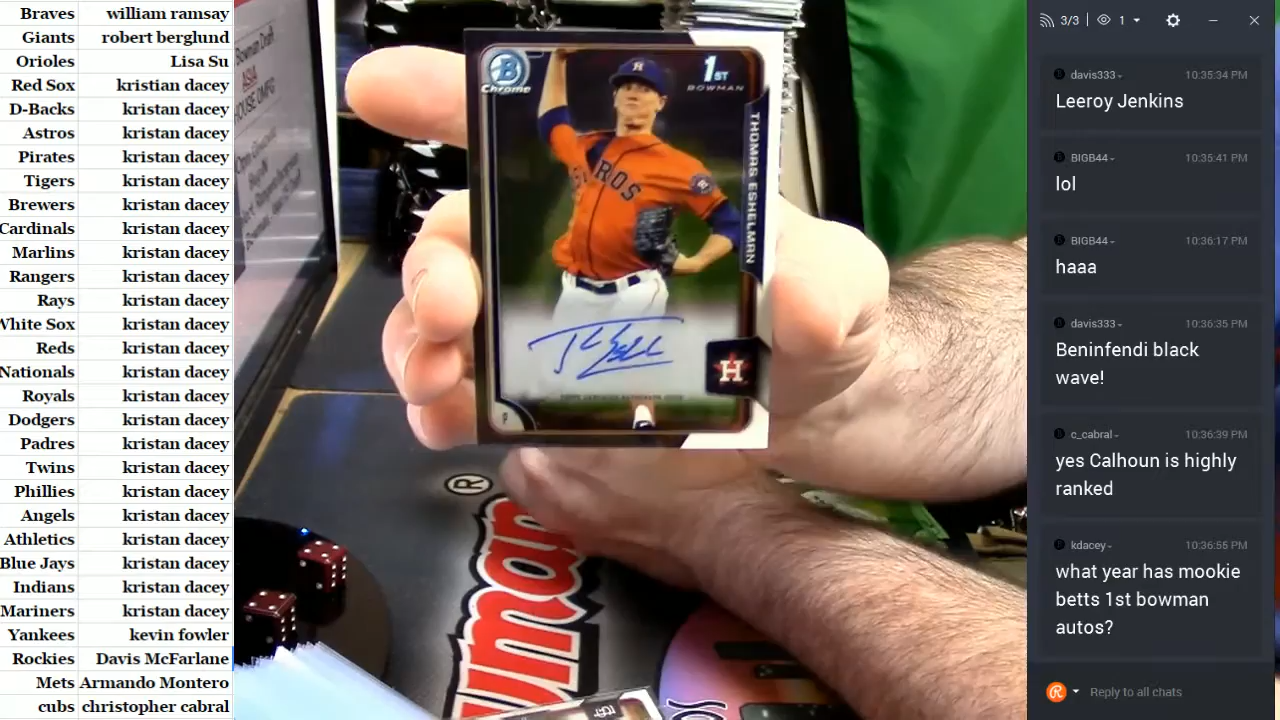 Braves william ramsay
Giants robert berglund
Orioles Lisa Su
Red Sox kristian dacey
D-Backs kristan dacey
Astros kristan dacey
Pirates kristan dacey
Tigers kristan dacey
Brewers kristan dacey
Cardinals kristan dacey
Marlins kristan dacey
Rangers kristan dacey
Rays kristan dacey
White Sox kristan dacey
Reds kristan dacey
Nationals kristan dacey
Royals kristan dacey
Dodgers kristan dacey
Padres kristan dacey
Twins kristan dacey
Phillies kristan dacey
Angels kristan dacey
Athletics kristan dacey
Blue Jays kristan dacey
Indians kristan dacey
Mariners kristan dacey
Yankees kevin fowler
Rockies Davis McFarlane
Mets Armando Montero
cubs christopher cabral
Bowman Draft
ASIA
HOUSE OMFG
B
Chrome
1ST
BOWMAN
THOMAS ESHELMAN
H
P
®
3/3 1
davis333 10:35:34 PM
Leeroy Jenkins
BIGB44 10:35:41 PM
lol
BIGB44 10:36:17 PM
haaa
davis333 10:36:35 PM
Beninfendi black
wave!
c_cabral 10:36:39 PM
yes Calhoun is highly
ranked
kdacey 10:36:55 PM
what year has mookie
betts 1st bowman
autos?
Reply to all chats